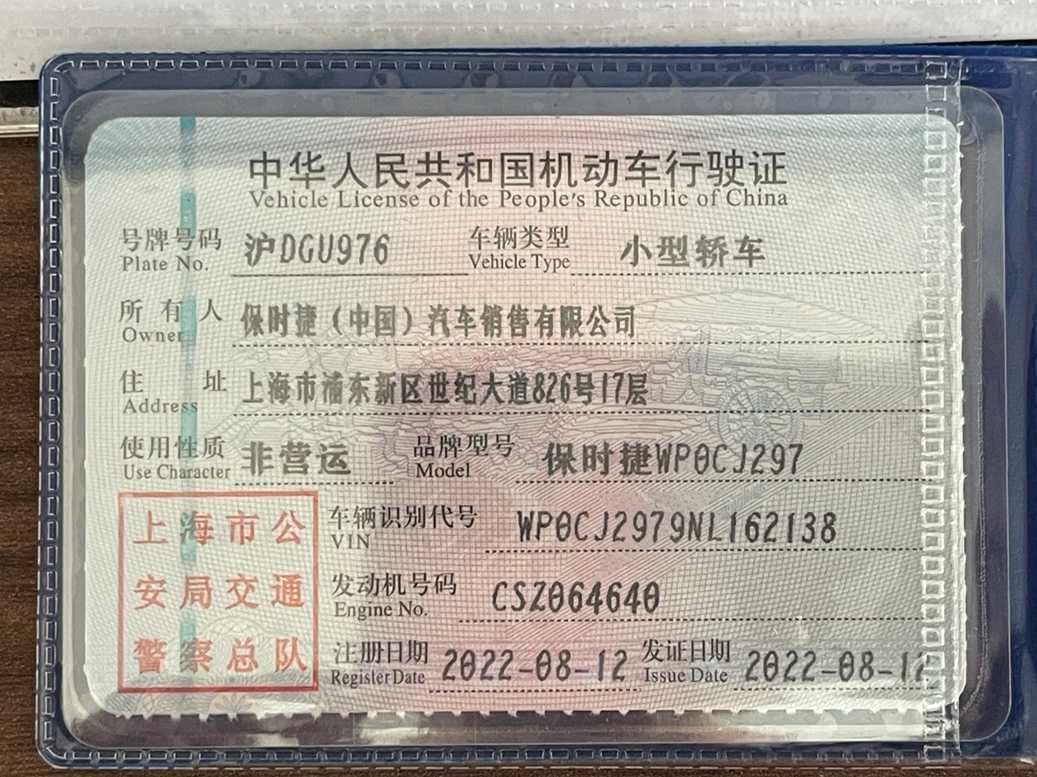 中华人民共和国机动车行驶证
Vehicle License of the People's Republic of China
号牌号码 沪DGU976 车辆类型 小型轿车
Plate No. Vehicle Type
所有人 保时捷（中国）汽车销售有限公司
Owner
住址 上海市浦东新区世纪大道826号17层
Address
使用性质 非营运 品牌型号 保时捷WP0CJ297
Use Character Model
上海市公
安局交通
警察总队
车辆识别代号 WP0CJ2979NL162138
VIN
发动机号码 CSZ064640
Engine No.
注册日期 2022-08-12 发证日期 2022-08-12
Register Date Issue Date